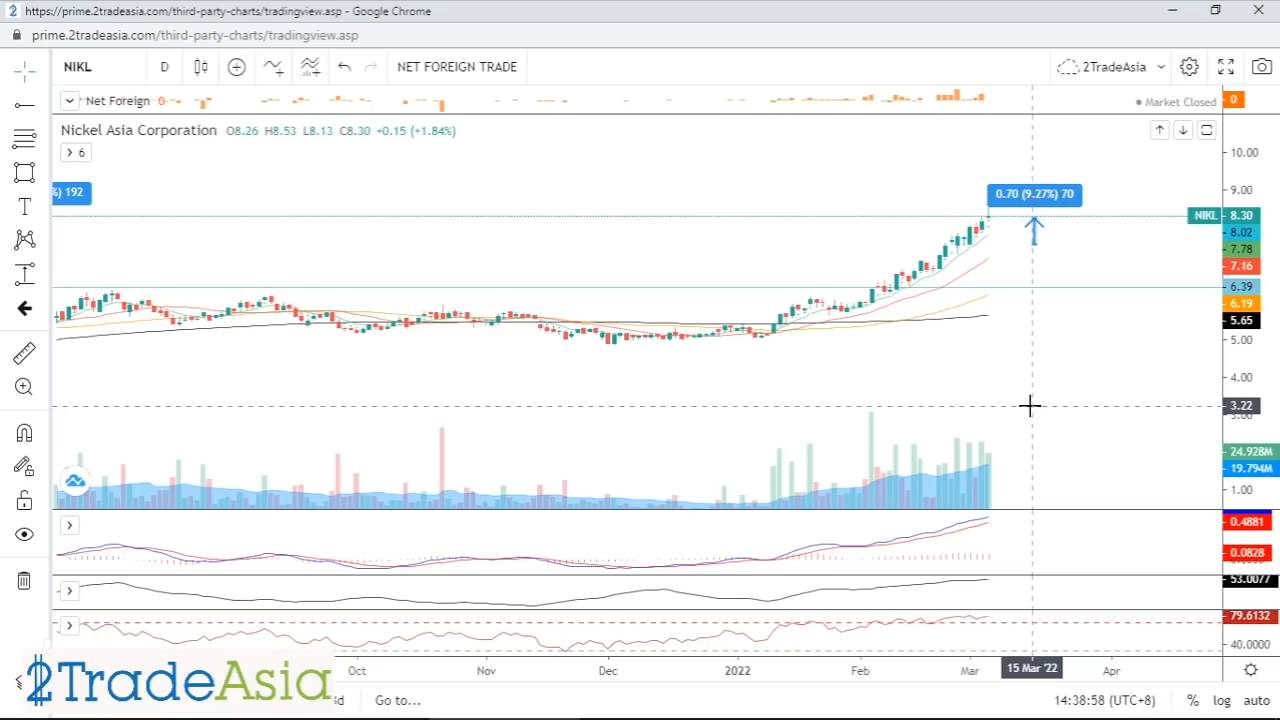 https://prime.2tradeasia.com/third-party-charts/tradingview.asp - Google Chrome
prime.2tradeasia.com/third-party-charts/tradingview.asp
NIKL D NET FOREIGN TRADE 2TradeAsia
Net Foreign 0 Market Closed 0
Nickel Asia Corporation O8.26 H8.53 L8.13 C8.30 +0.15 (+1.84%)
6
10.00
%) 192
0.70 (9.27%) 70
9.00
NIKL 8.30
8.02
7.78
7.16
6.39
6.19
5.65
5.00
4.00
3.22
3.00
24.928M
19.794M
1.00
0.4881
0.0828
53.0077
79.6132
40.0000
Oct Nov Dec 2022 Feb Mar 15 Mar '22 Apr
2TradeAsia
Go to... 14:38:58 (UTC+8) % log auto